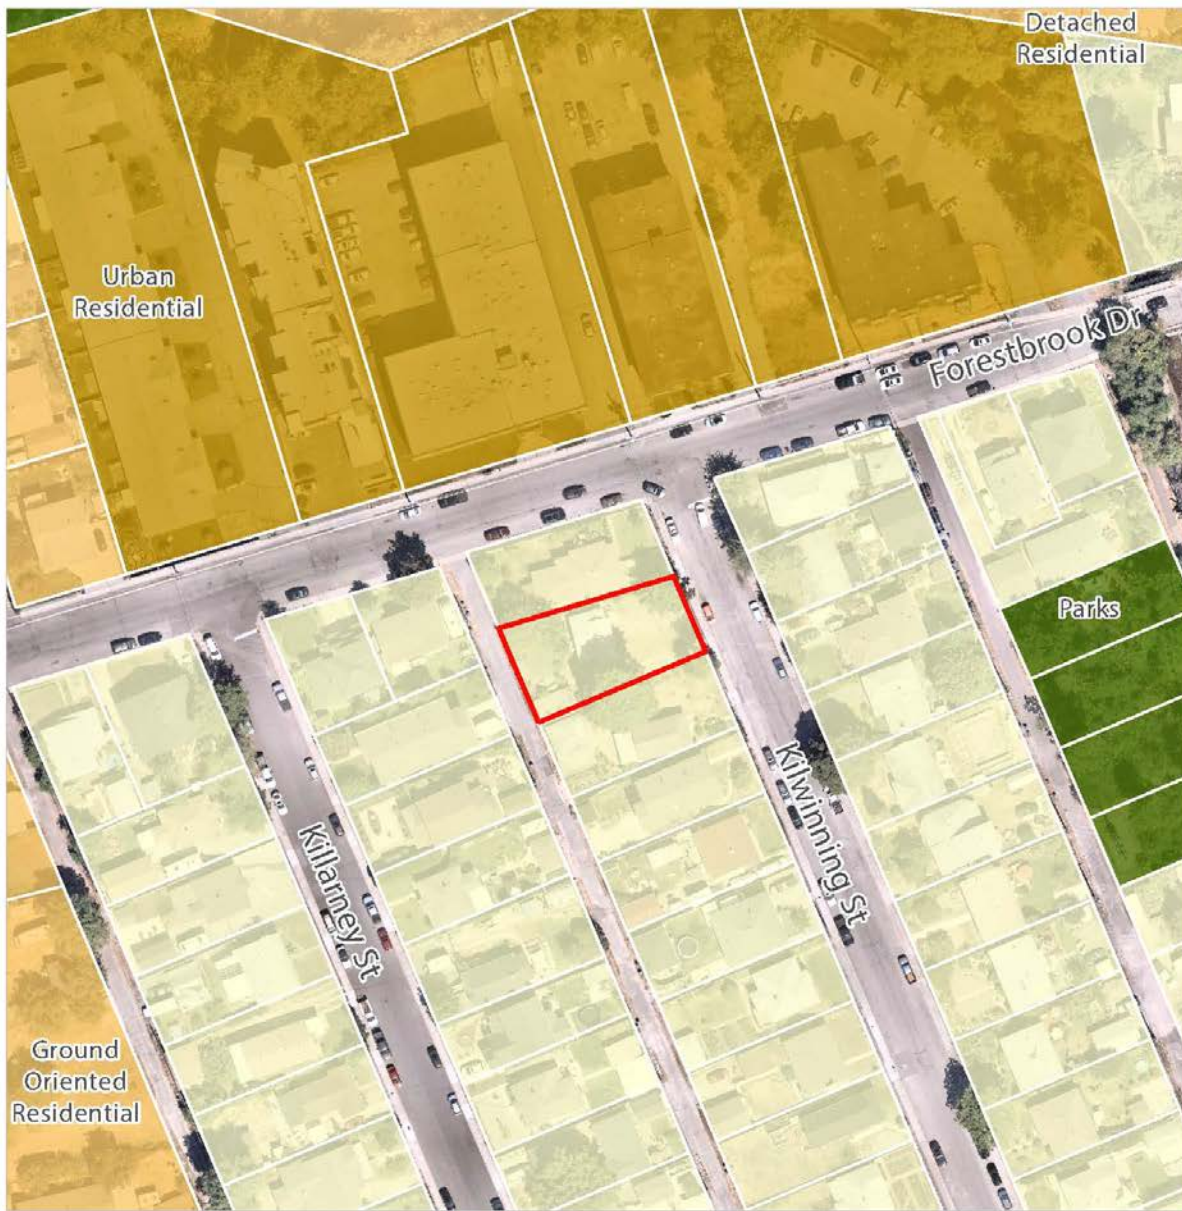 Detached
Residential
Urban
Residential
Forestbrook Dr
Parks
Killarney St
Kilwinning St
Ground
Oriented
Residential